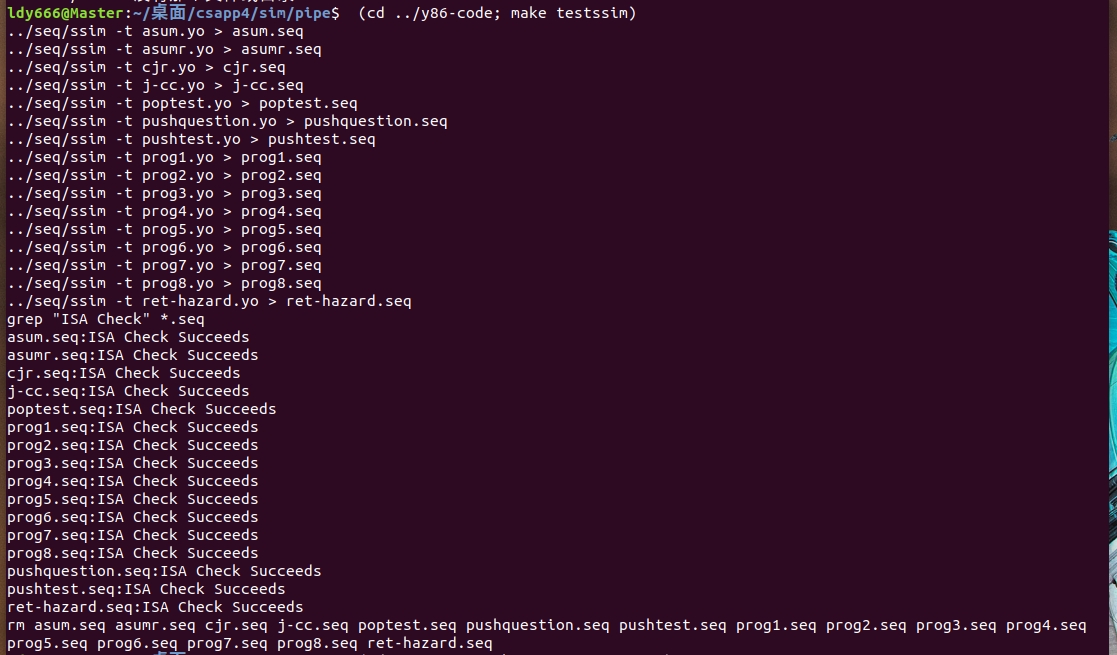 ldy666@Master:~/桌面/csapp4/sim/pipe$  (cd ../y86-code; make testssim)
../seq/ssim -t asum.yo > asum.seq
../seq/ssim -t asumr.yo > asumr.seq
../seq/ssim -t cjr.yo > cjr.seq
../seq/ssim -t j-cc.yo > j-cc.seq
../seq/ssim -t poptest.yo > poptest.seq
../seq/ssim -t pushquestion.yo > pushquestion.seq
../seq/ssim -t pushtest.yo > pushtest.seq
../seq/ssim -t prog1.yo > prog1.seq
../seq/ssim -t prog2.yo > prog2.seq
../seq/ssim -t prog3.yo > prog3.seq
../seq/ssim -t prog4.yo > prog4.seq
../seq/ssim -t prog5.yo > prog5.seq
../seq/ssim -t prog6.yo > prog6.seq
../seq/ssim -t prog7.yo > prog7.seq
../seq/ssim -t prog8.yo > prog8.seq
../seq/ssim -t ret-hazard.yo > ret-hazard.seq
grep "ISA Check" *.seq
asum.seq:ISA Check Succeeds
asumr.seq:ISA Check Succeeds
cjr.seq:ISA Check Succeeds
j-cc.seq:ISA Check Succeeds
poptest.seq:ISA Check Succeeds
prog1.seq:ISA Check Succeeds
prog2.seq:ISA Check Succeeds
prog3.seq:ISA Check Succeeds
prog4.seq:ISA Check Succeeds
prog5.seq:ISA Check Succeeds
prog6.seq:ISA Check Succeeds
prog7.seq:ISA Check Succeeds
prog8.seq:ISA Check Succeeds
pushquestion.seq:ISA Check Succeeds
pushtest.seq:ISA Check Succeeds
ret-hazard.seq:ISA Check Succeeds
rm asum.seq asumr.seq cjr.seq j-cc.seq poptest.seq pushquestion.seq pushtest.seq prog1.seq prog2.seq prog3.seq prog4.seq
prog5.seq prog6.seq prog7.seq prog8.seq ret-hazard.seq